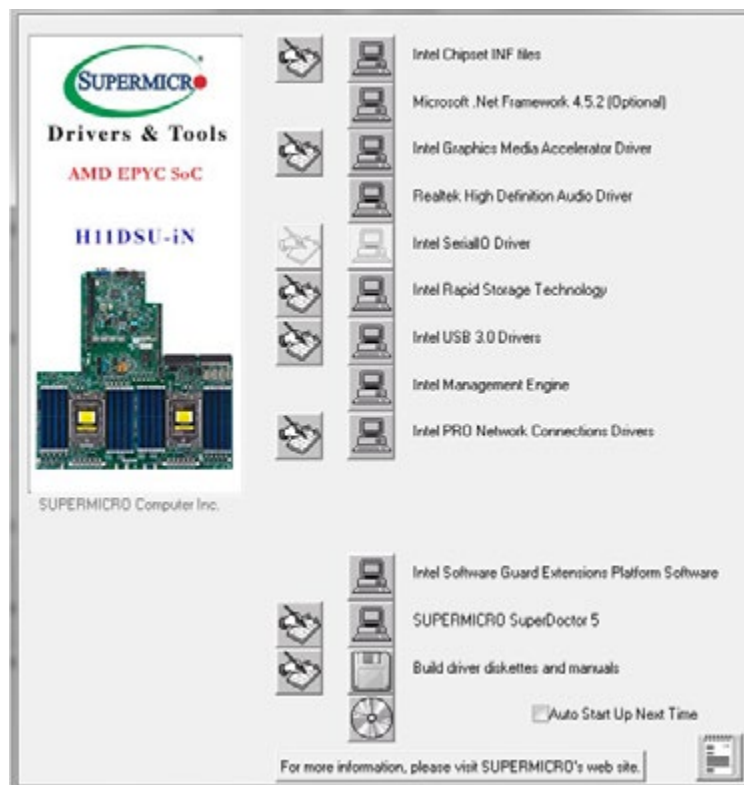 SUPERMICRO
Drivers & Tools
AMD EPYC SoC
H11DSU-iN
SUPERMICRO Computer Inc.
Intel Chipset INF files
Microsoft .Net Framework 4.5.2 (Optional)
Intel Graphics Media Accelerator Driver
Realtek High Definition Audio Driver
Intel SerialIO Driver
Intel Rapid Storage Technology
Intel USB 3.0 Drivers
Intel Management Engine
Intel PRO Network Connections Drivers
Intel Software Guard Extensions Platform Software
SUPERMICRO SuperDoctor 5
Build driver diskettes and manuals
Auto Start Up Next Time
For more information, please visit SUPERMICRO's web site.